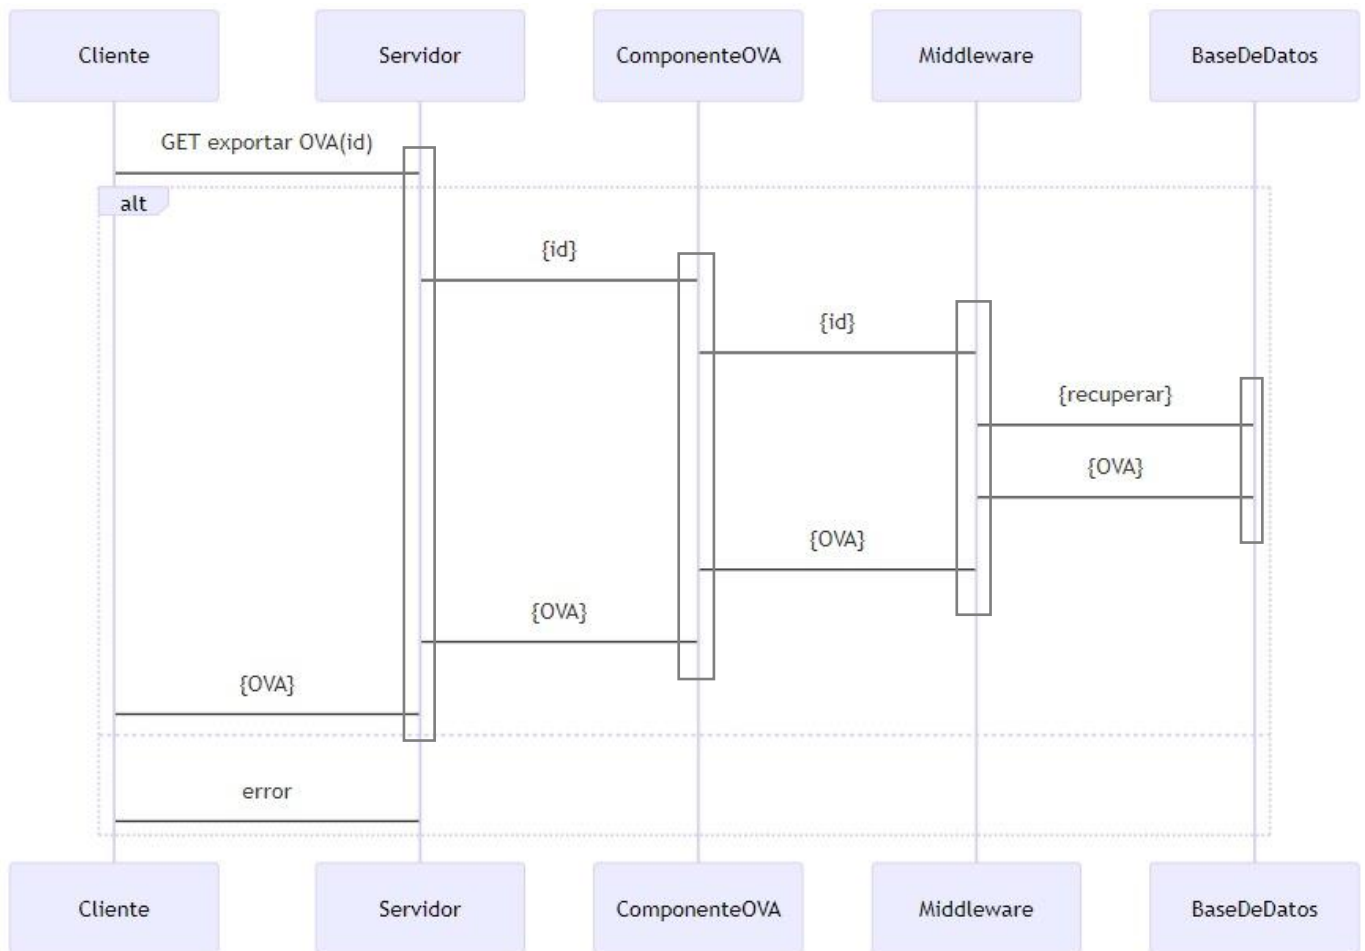 Cliente
Servidor
ComponenteOVA
Middleware
BaseDeDatos
GET exportar OVA(id)
alt
{id}
{id}
{recuperar}
{OVA}
{OVA}
{OVA}
{OVA}
error
Cliente
Servidor
ComponenteOVA
Middleware
BaseDeDatos